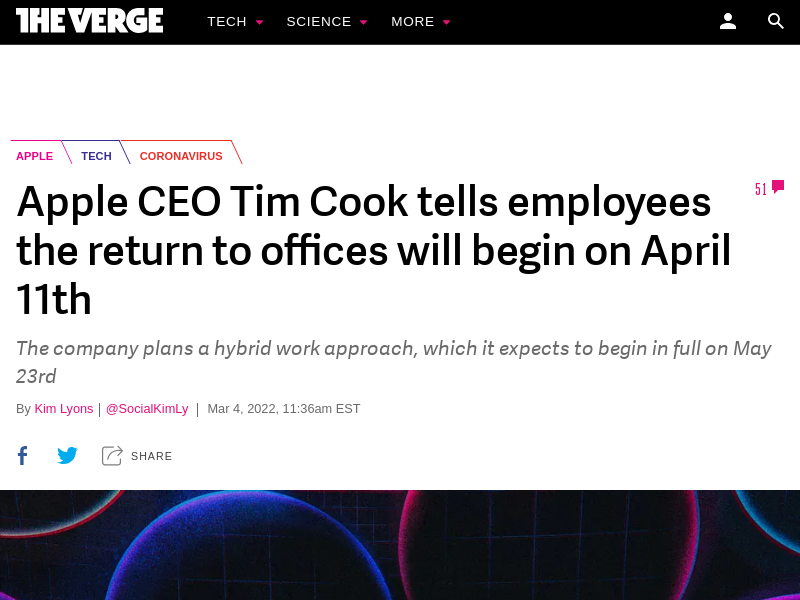 THE VERGE
TECH SCIENCE MORE
APPLE TECH CORONAVIRUS
Apple CEO Tim Cook tells employees
the return to offices will begin on April
11th
51
The company plans a hybrid work approach, which it expects to begin in full on May
23rd
By Kim Lyons | @SocialKimLy | Mar 4, 2022, 11:36am EST
SHARE